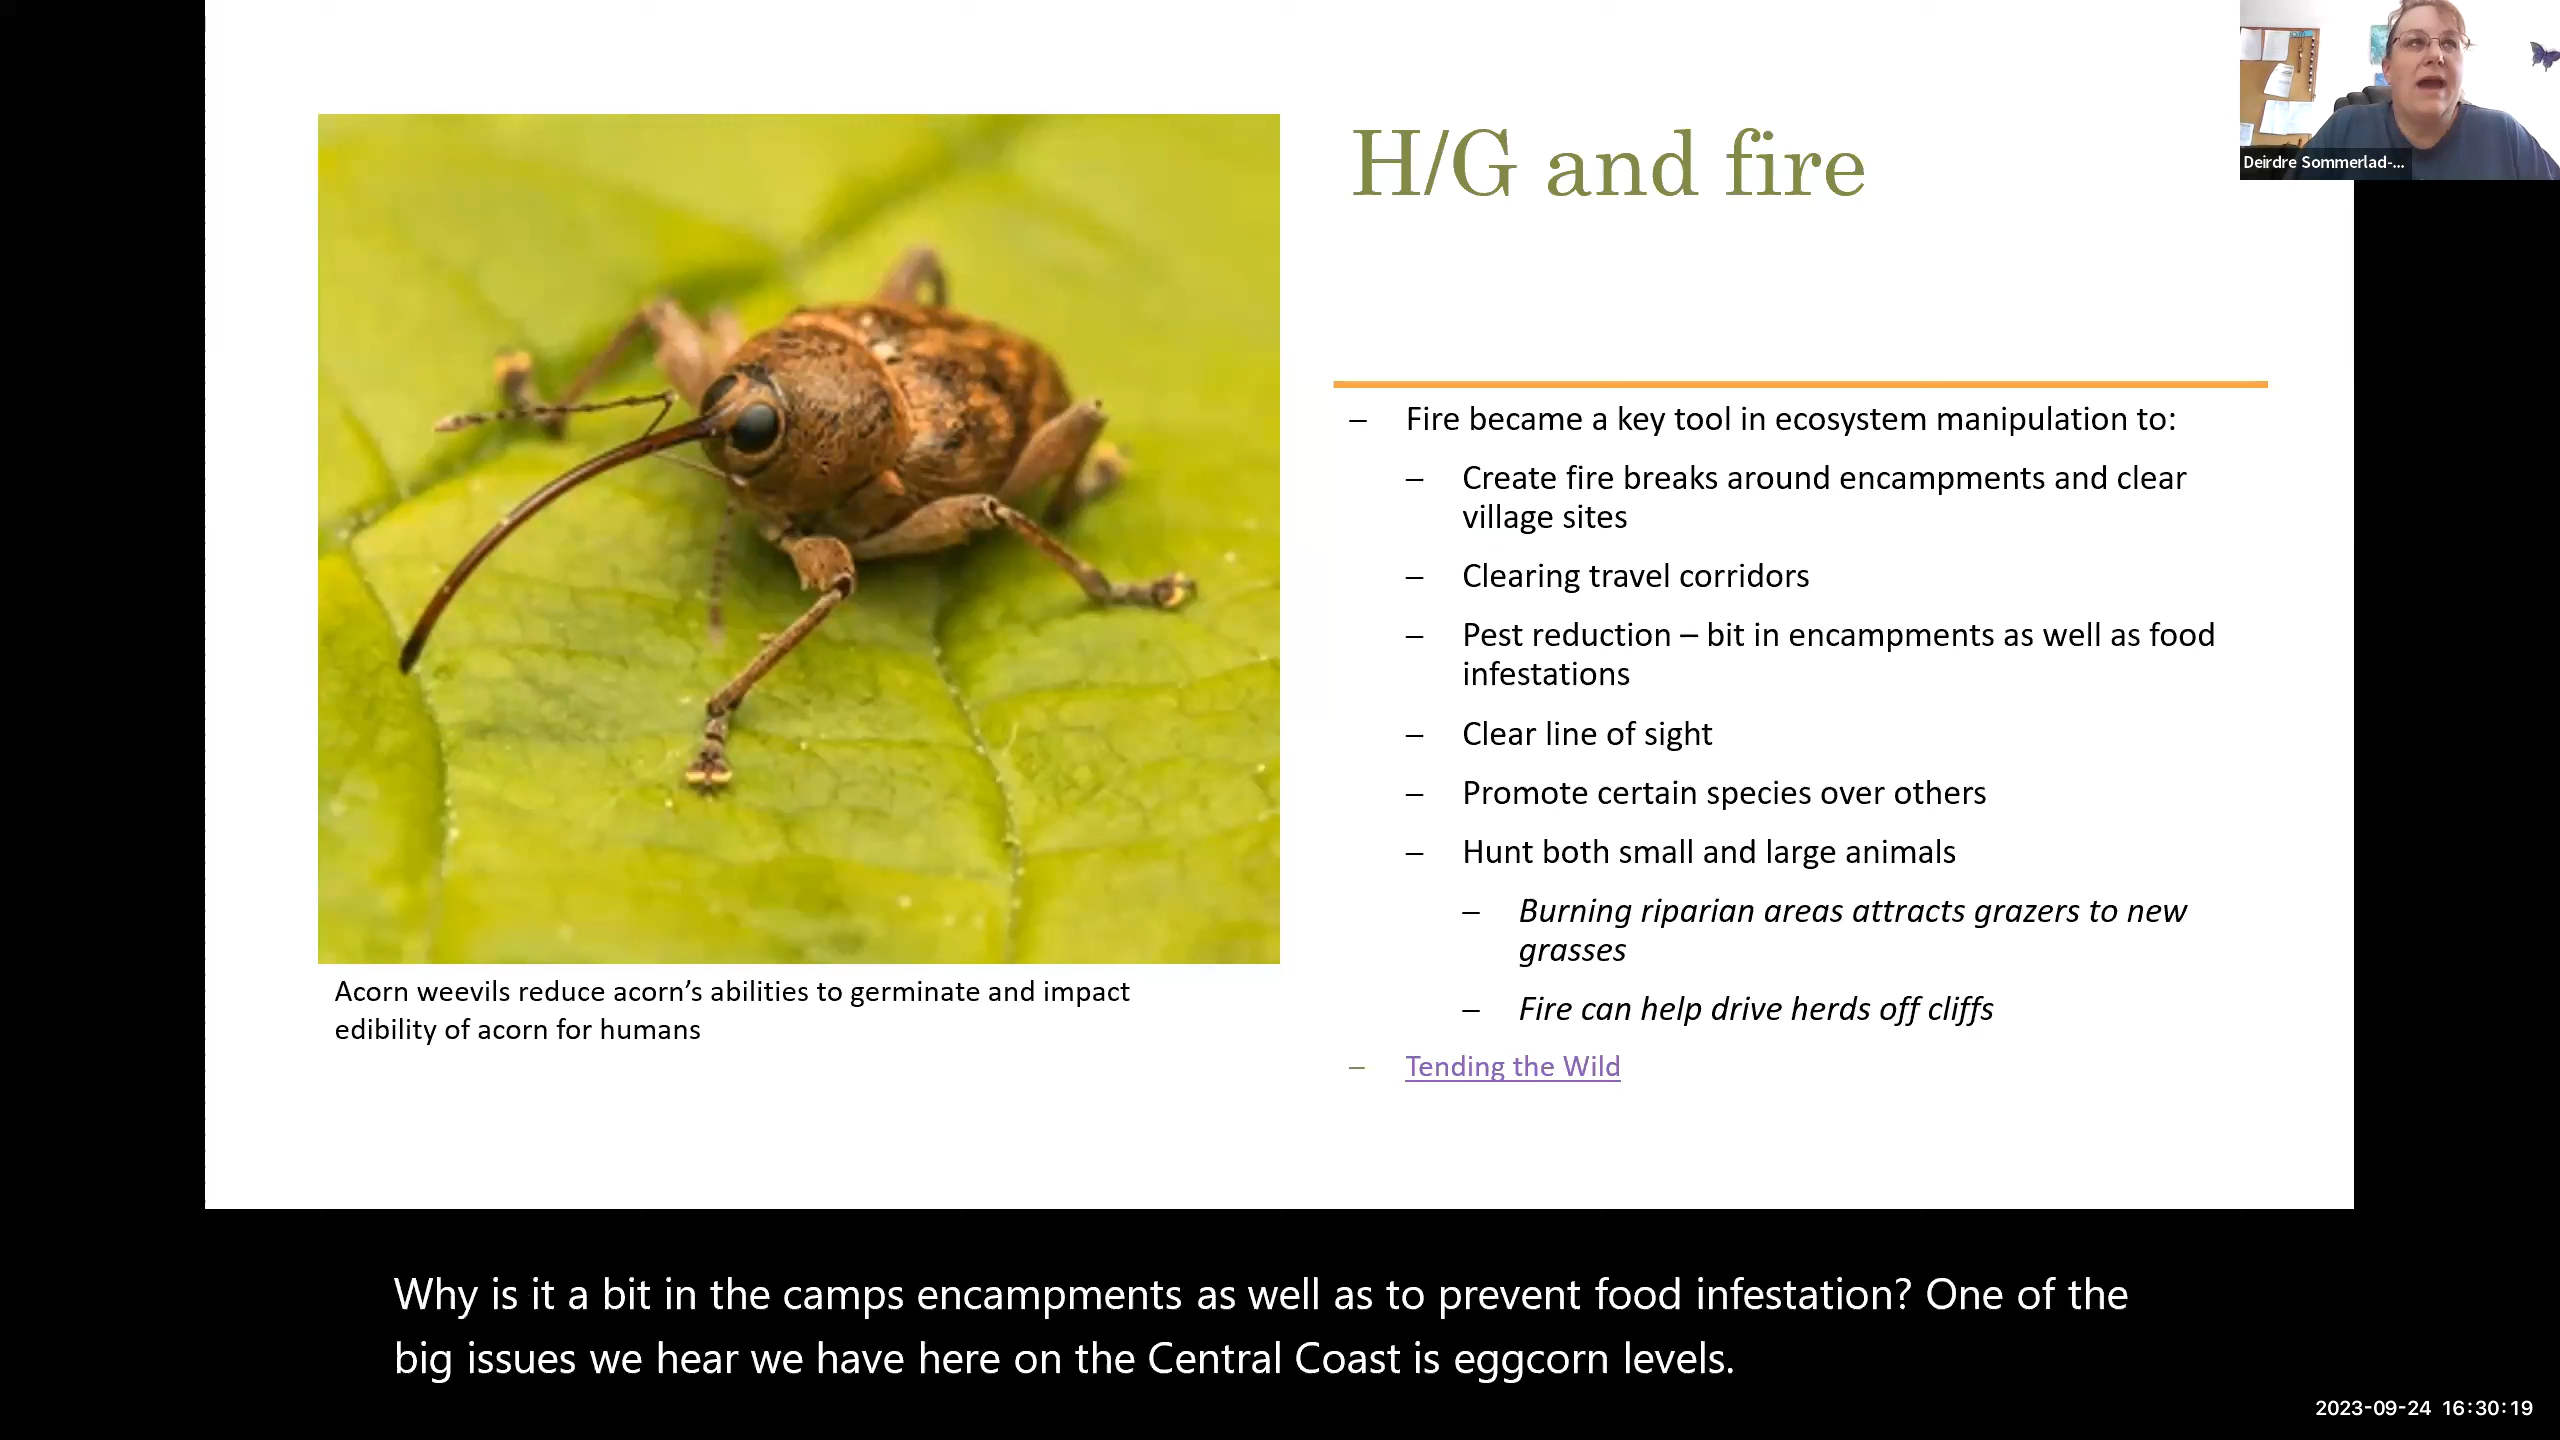 H/G and fire
– Fire became a key tool in ecosystem manipulation to:
– Create fire breaks around encampments and clear
village sites
– Clearing travel corridors
– Pest reduction – bit in encampments as well as food
infestations
– Clear line of sight
– Promote certain species over others
– Hunt both small and large animals
– Burning riparian areas attracts grazers to new
grasses
– Fire can help drive herds off cliffs
– Tending the Wild
Acorn weevils reduce acorn’s abilities to germinate and impact
edibility of acorn for humans
Deirdre Sommerlad-...
Why is it a bit in the camps encampments as well as to prevent food infestation? One of the
big issues we hear we have here on the Central Coast is eggcorn levels.
2023-09-24 16:30:19